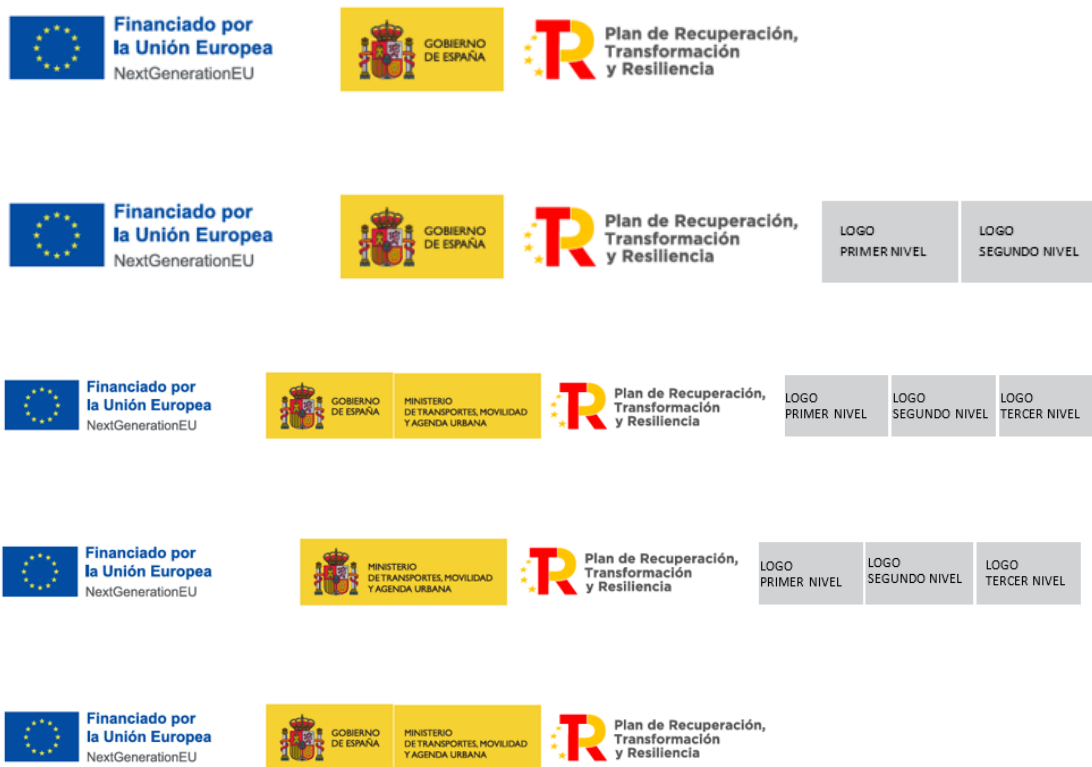 Financiado por
la Unión Europea
NextGenerationEU
GOBIERNO
DE ESPAÑA
Plan de Recuperación,
Transformación
y Resiliencia
Financiado por
la Unión Europea
NextGenerationEU
GOBIERNO
DE ESPAÑA
Plan de Recuperación,
Transformación
y Resiliencia
LOGO
PRIMER NIVEL
LOGO
SEGUNDO NIVEL
Financiado por
la Unión Europea
NextGenerationEU
GOBIERNO
DE ESPAÑA
MINISTERIO
DE TRANSPORTES, MOVILIDAD
Y AGENDA URBANA
Plan de Recuperación,
Transformación
y Resiliencia
LOGO
PRIMER NIVEL
LOGO
SEGUNDO NIVEL
LOGO
TERCER NIVEL
Financiado por
la Unión Europea
NextGenerationEU
MINISTERIO
DE TRANSPORTES, MOVILIDAD
Y AGENDA URBANA
Plan de Recuperación,
Transformación
y Resiliencia
LOGO
PRIMER NIVEL
LOGO
SEGUNDO NIVEL
LOGO
TERCER NIVEL
Financiado por
la Unión Europea
NextGenerationEU
GOBIERNO
DE ESPAÑA
MINISTERIO
DE TRANSPORTES, MOVILIDAD
Y AGENDA URBANA
Plan de Recuperación,
Transformación
y Resiliencia